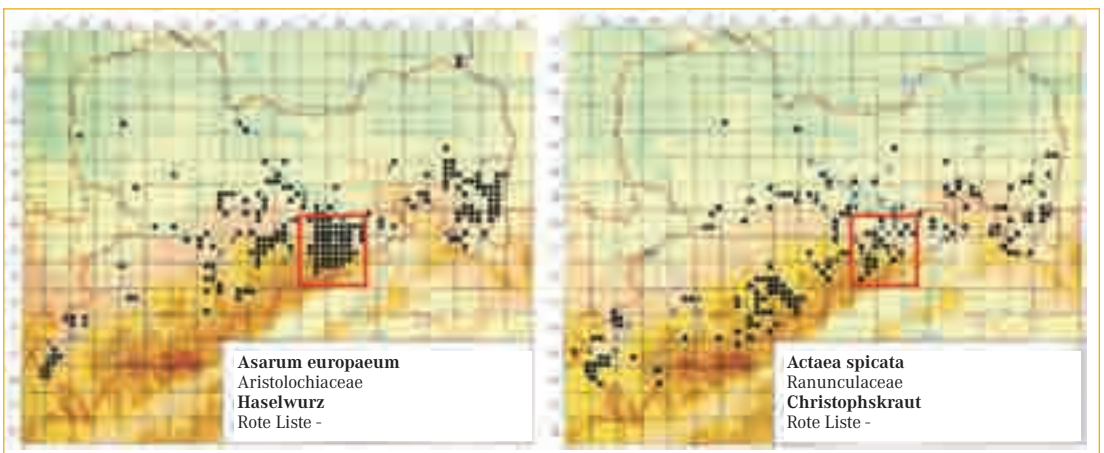 Asarum europaeum
Aristolochiaceae
Haselwurz
Rote Liste -
Actaea spicata
Ranunculaceae
Christophskraut
Rote Liste -